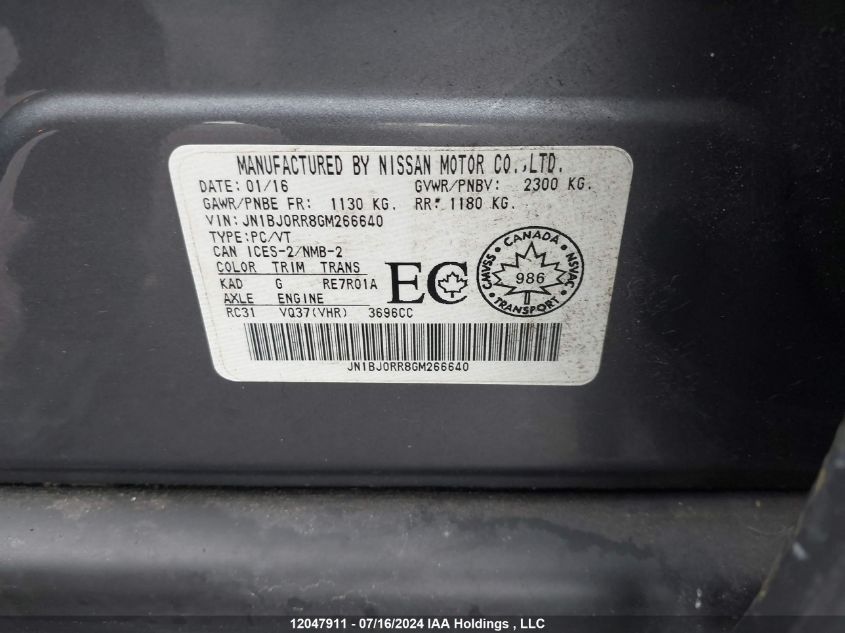 MANUFACTURED BY NISSAN MOTOR CO.,LTD.
DATE: 01/16 GVWR/PNBV: 2300 KG.
GAWR/PNBE FR: 1130 KG. RR: 1180 KG.
VIN: JN1BJ0RR8GM266640
TYPE:PC/VT
CAN ICES-2/NMB-2
COLOR TRIM TRANS
KAD G RE7R01A
AXLE ENGINE
RC31 VQ37(VHR) 3696CC
EC
CANADA
CMVSS NSVAC
986
TRANSPORT
JN1BJ0RR8GM266640
12047911 - 07/16/2024 IAA Holdings , LLC